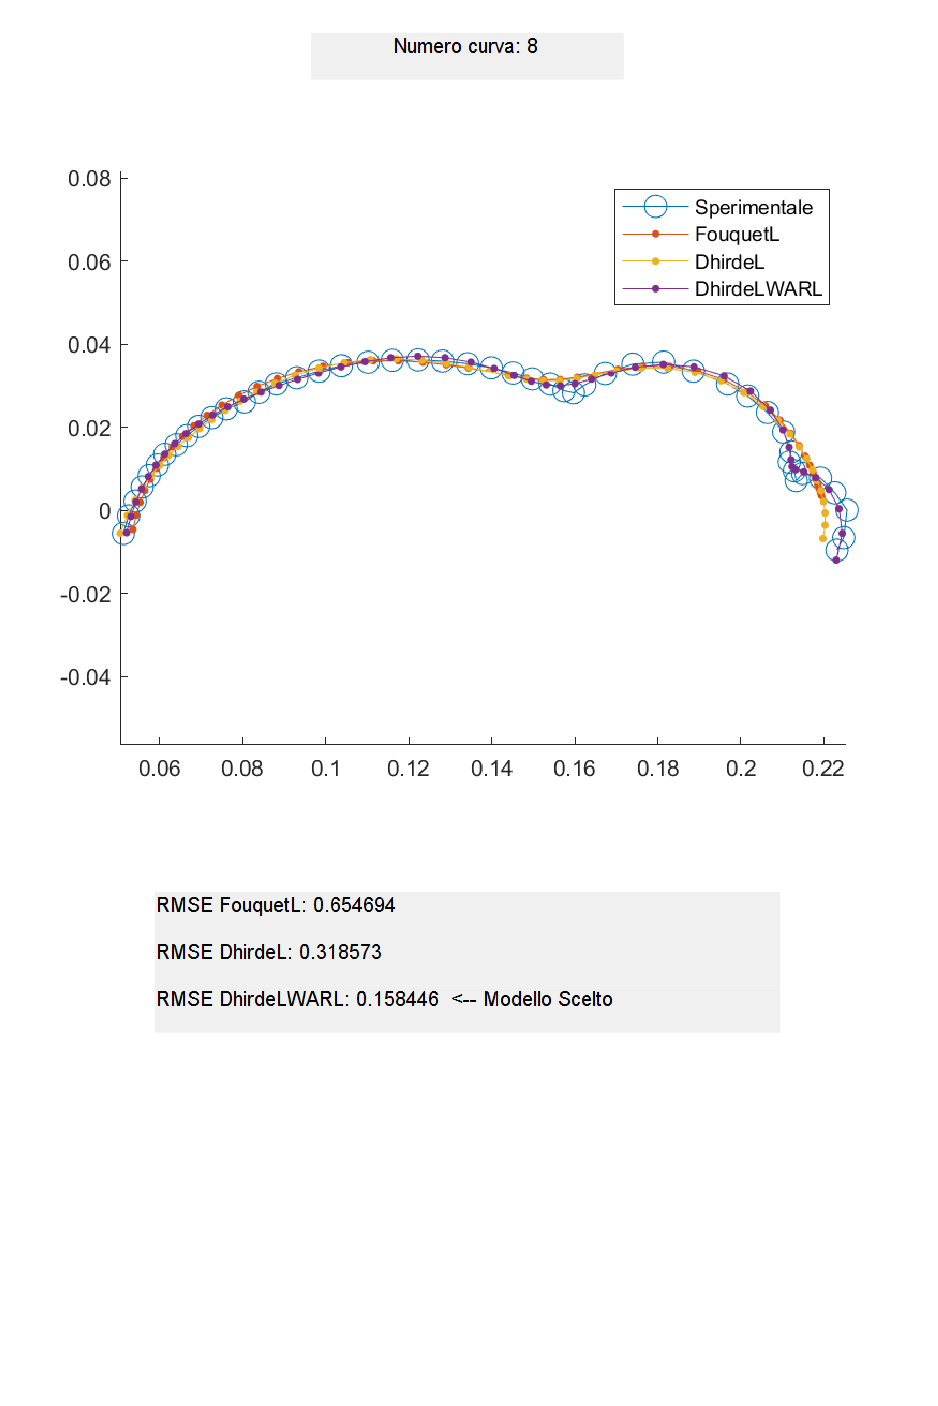 Numero curva: 8
0.08
0.06
0.04
0.02
0
-0.02
-0.04
Sperimentale
FouquetL
DhirdeL
DhirdeLWARL
0.06 0.08 0.1 0.12 0.14 0.16 0.18 0.2 0.22
RMSE FouquetL: 0.654694
RMSE DhirdeL: 0.318573
RMSE DhirdeLWARL: 0.158446 <-- Modello Scelto